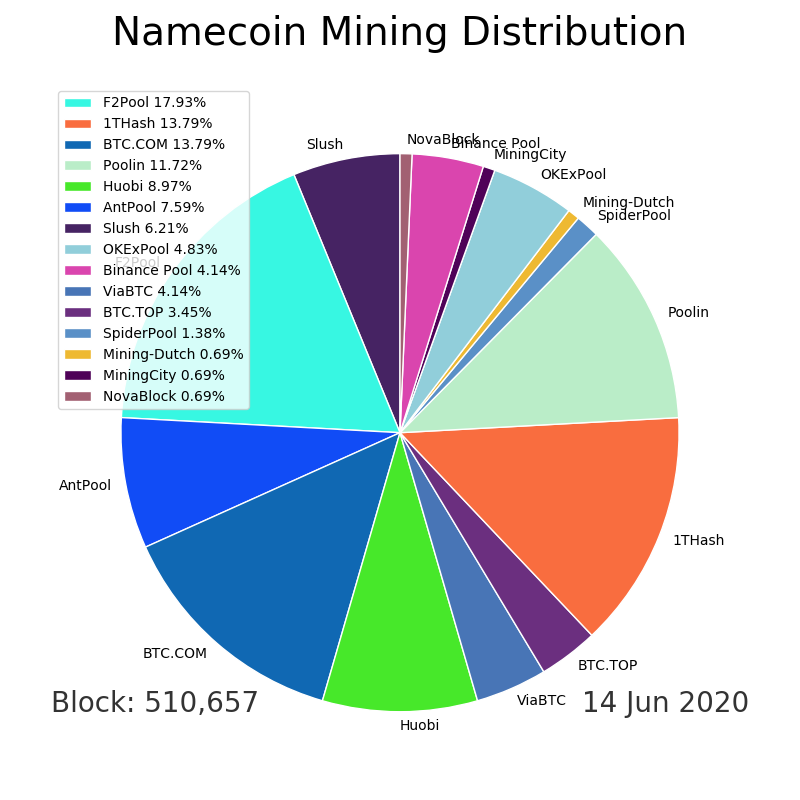 Namecoin Mining Distribution
F2Pool 17.93%
1THash 13.79%
BTC.COM 13.79%
Poolin 11.72%
Huobi 8.97%
AntPool 7.59%
Slush 6.21%
OKExPool 4.83%
Binance Pool 4.14%
ViaBTC 4.14%
BTC.TOP 3.45%
SpiderPool 1.38%
Mining-Dutch 0.69%
MiningCity 0.69%
NovaBlock 0.69%
Slush
NovaBlock
Binance Pool
MiningCity
OKExPool
Mining-Dutch
SpiderPool
F2Pool
Poolin
AntPool
1THash
BTC.COM
BTC.TOP
ViaBTC
Huobi
Block: 510,657
14 Jun 2020